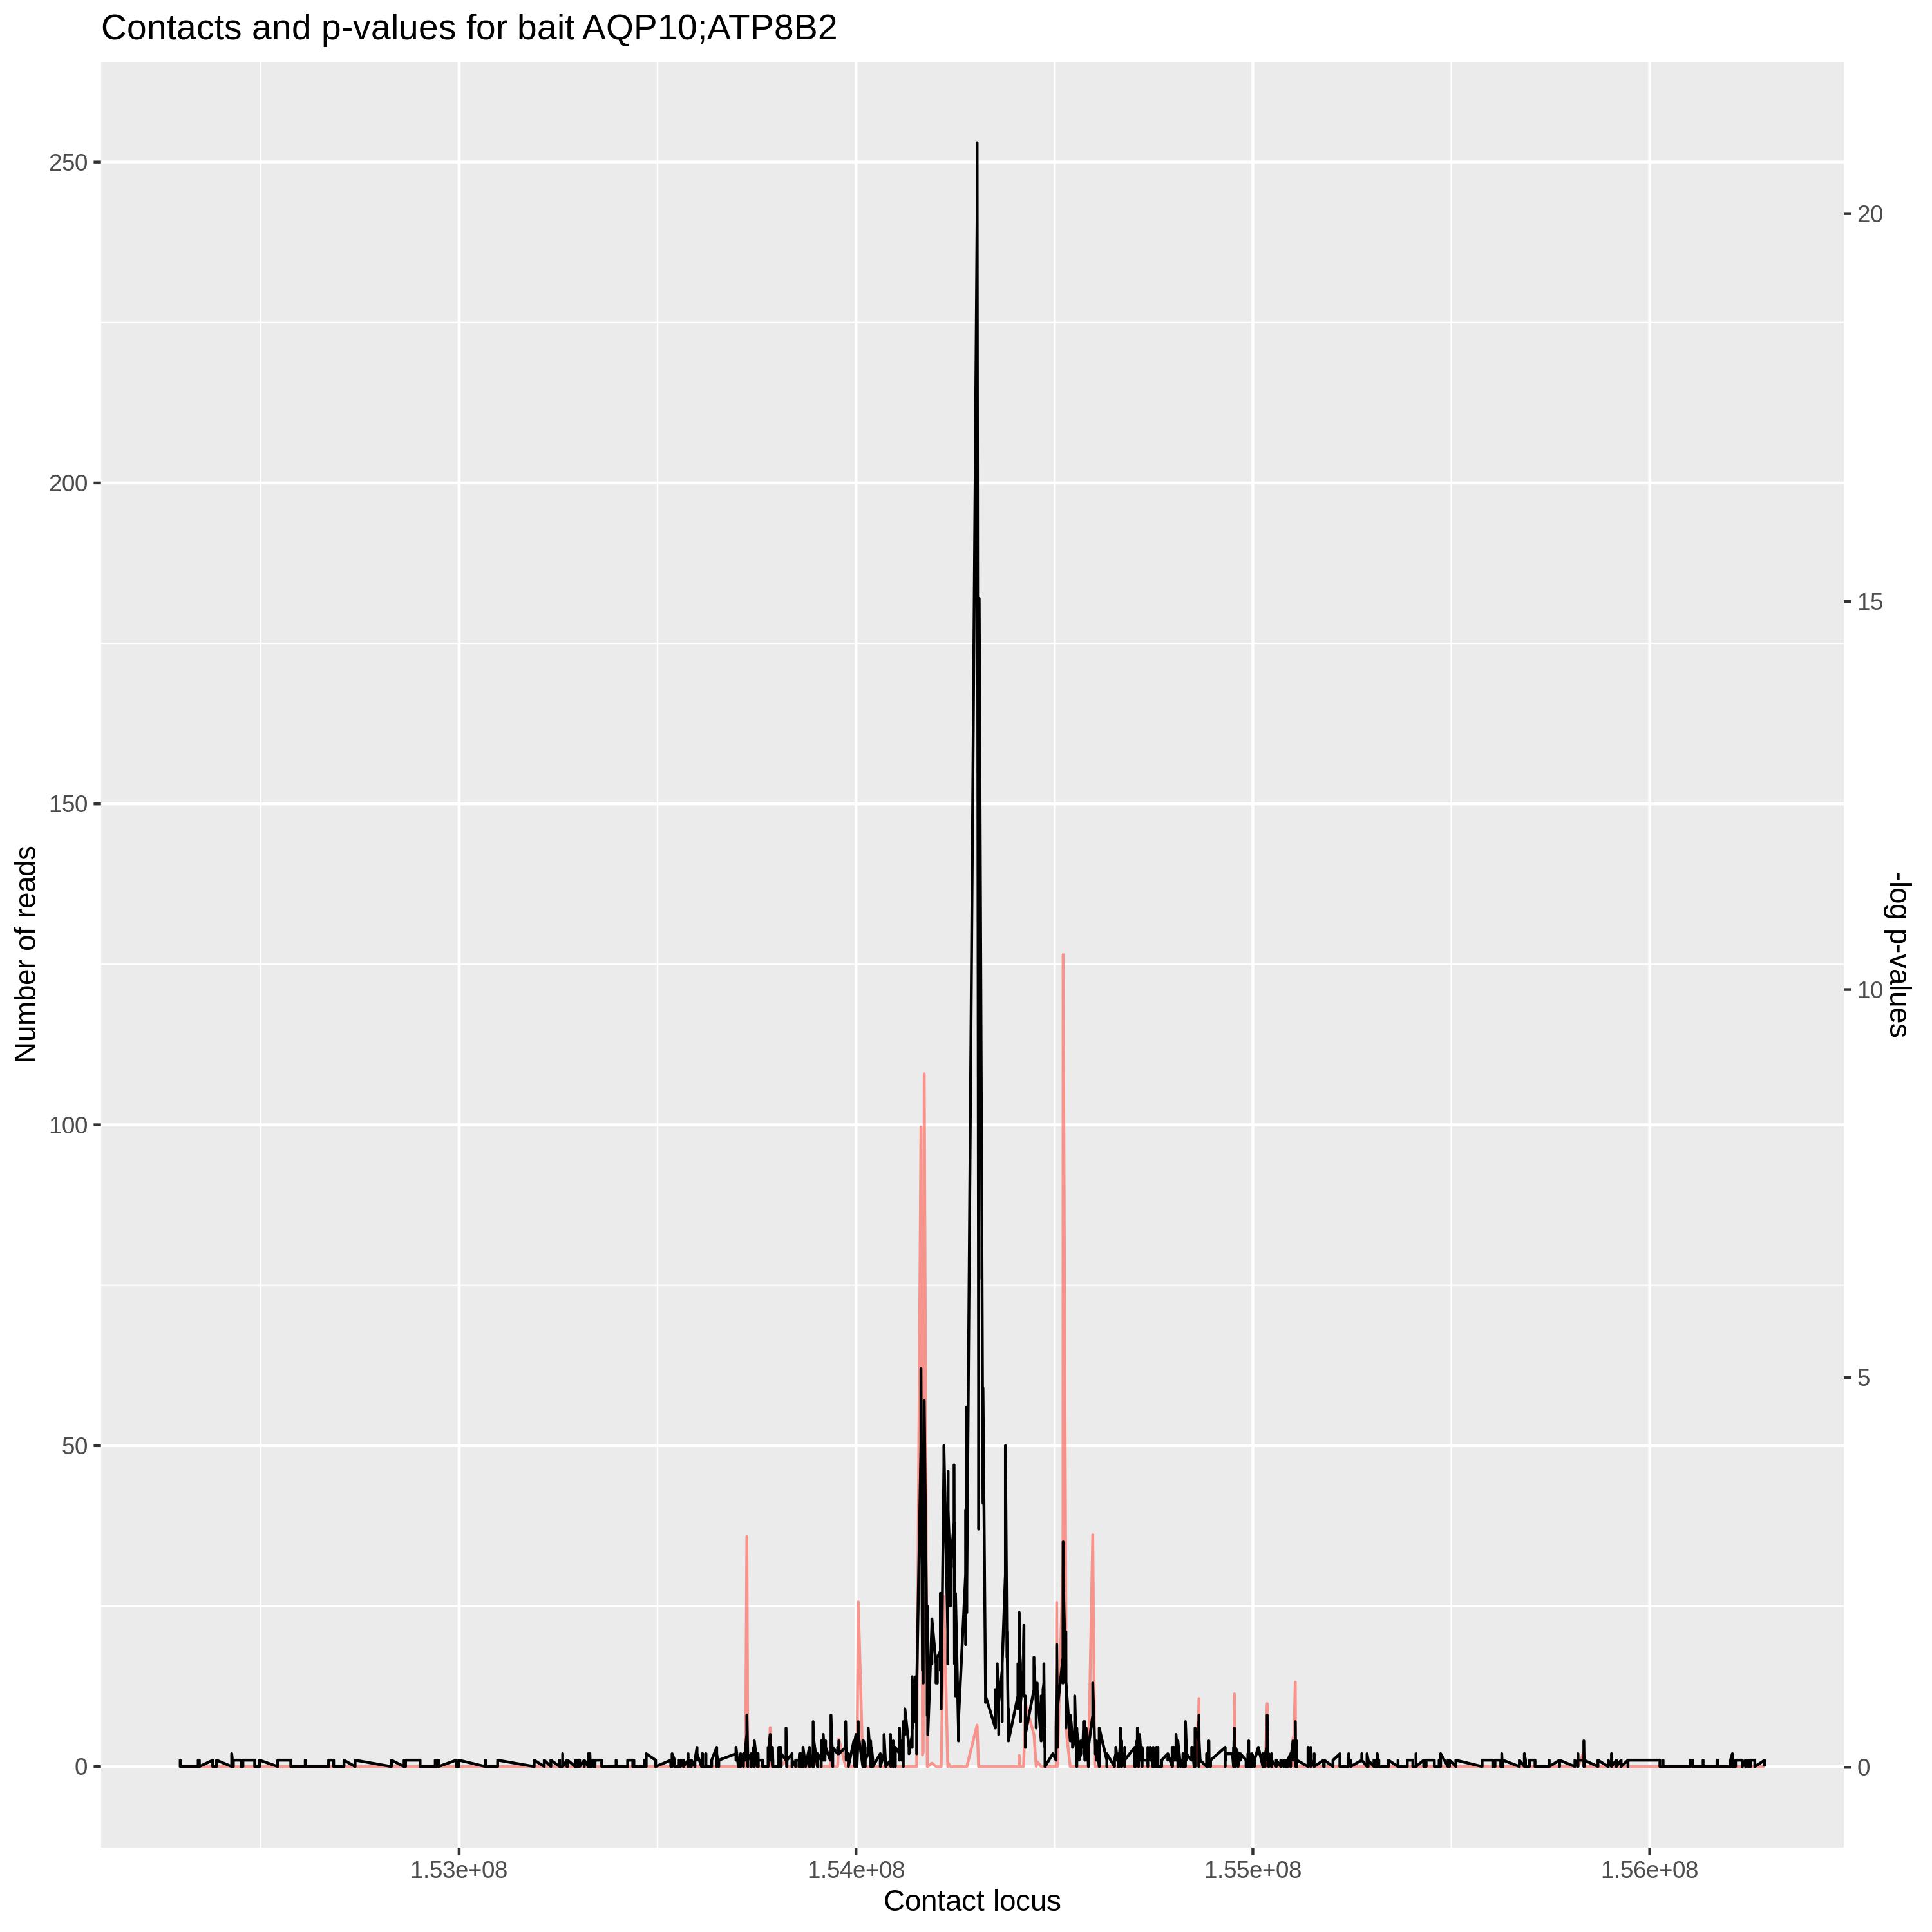 Contacts and p-values for bait AQP10;ATP8B2
250
200
150
100
50
0
Number of reads
20
15
10
5
0
-log p-values
1.53e+08
1.54e+08
1.55e+08
1.56e+08
Contact locus